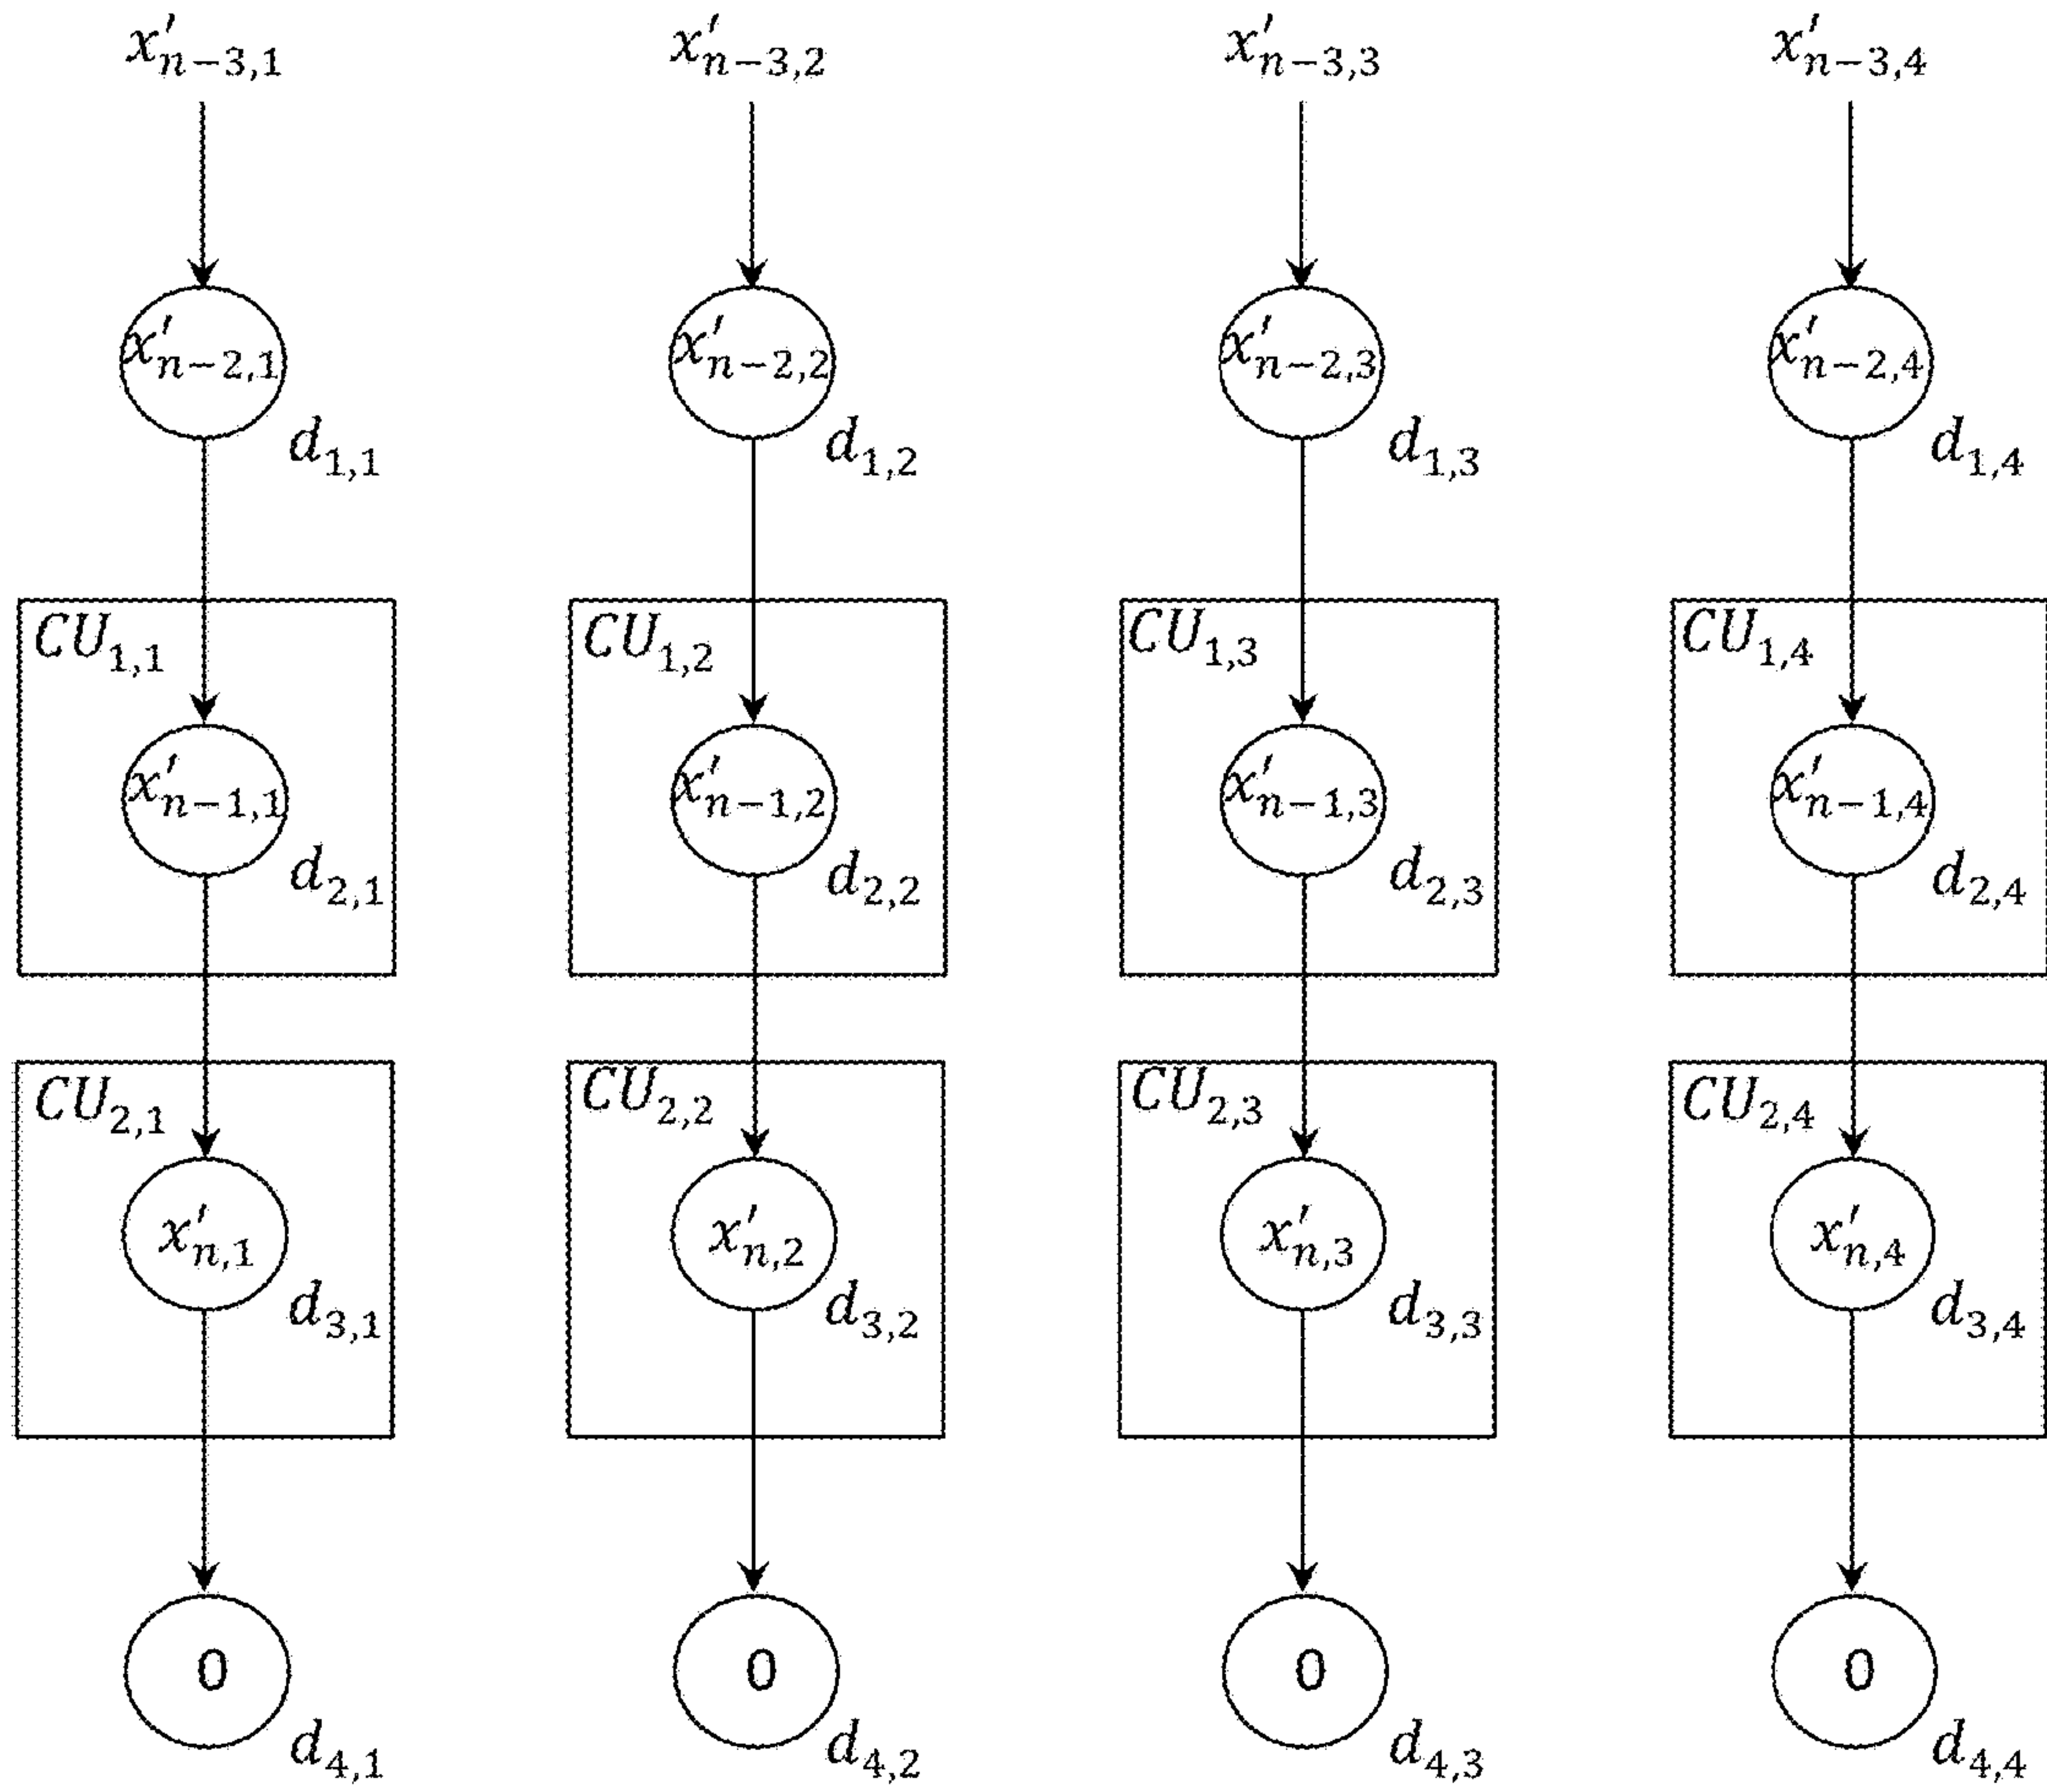 x′n−3,1 x′n−3,2 x′n−3,3 x′n−3,4
x′n−2,1 x′n−2,2 x′n−2,3 x′n−2,4
d1,1 d1,2 d1,3 d1,4
CU1,1 CU1,2 CU1,3 CU1,4
x′n−1,1 x′n−1,2 x′n−1,3 x′n−1,4
d2,1 d2,2 d2,3 d2,4
CU2,1 CU2,2 CU2,3 CU2,4
x′n,1 x′n,2 x′n,3 x′n,4
d3,1 d3,2 d3,3 d3,4
0 0 0 0
d4,1 d4,2 d4,3 d4,4